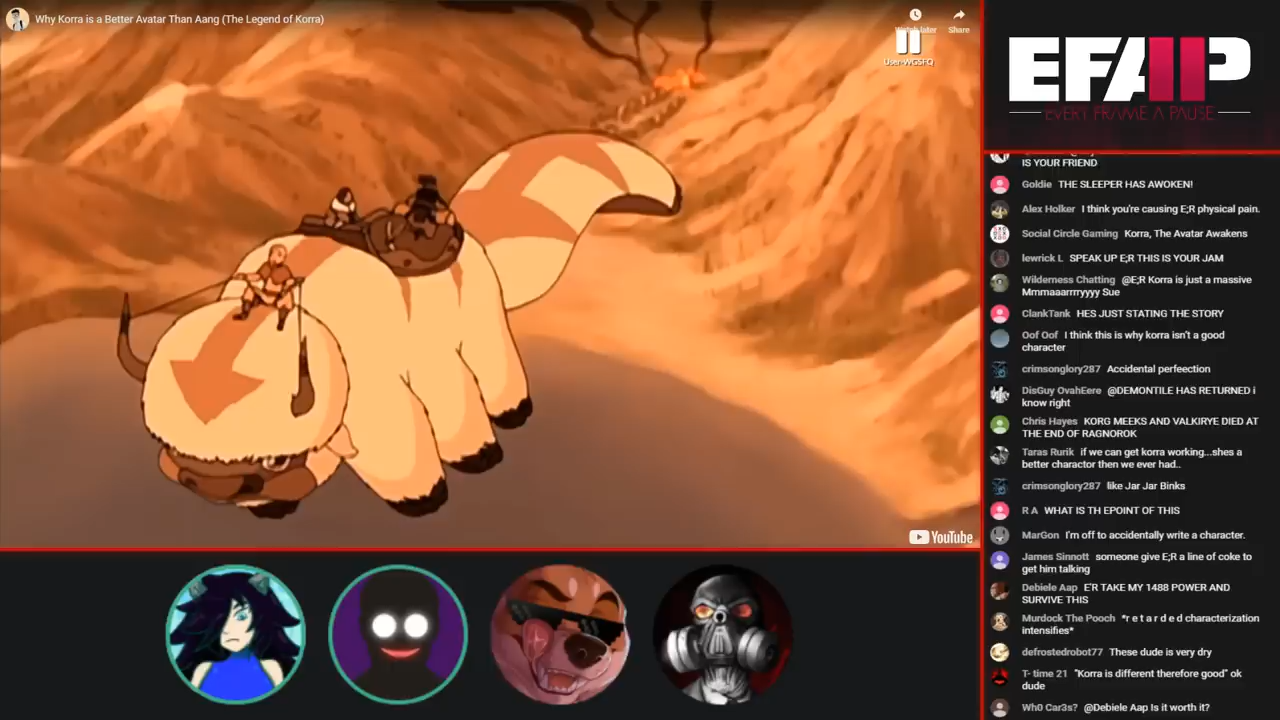 Why Korra is a Better Avatar Than Aang (The Legend of Korra)
Watch later
Share
User-WGSFQ
YouTube
EFAP
EVERY FRAME A PAUSE
IS YOUR FRIEND
Goldie THE SLEEPER HAS AWOKEN!
Alex Holker I think you're causing E;R physical pain.
Social Circle Gaming Korra, The Avatar Awakens
lewrick L SPEAK UP E;R THIS IS YOUR JAM
Wilderness Chatting @E;R Korra is just a massive
Mmmaaarrrryyyy Sue
ClankTank HES JUST STATING THE STORY
Oof Oof I think this is why korra isn't a good
character
crimsonglory287 Accidental perfeection
DisGuy OvahEere @DEMONTILE HAS RETURNED i
know right
Chris Hayes KORG MEEKS AND VALKIRYE DIED AT
THE END OF RAGNOROK
Taras Rurik if we can get korra working...shes a
better charactor then we ever had..
crimsonglory287 like Jar Jar Binks
R A WHAT IS TH EPOINT OF THIS
MarGon I'm off to accidentally write a character.
James Sinnott someone give E;R a line of coke to
get him talking
Debiele Aap E'R TAKE MY 1488 POWER AND
SURVIVE THIS
Murdock The Pooch *r e t a r d e d characterization
intensifies*
defrostedrobot77 These dude is very dry
T- time 21 "Korra is different therefore good" ok
dude
Wh0 Car3s? @Debiele Aap Is it worth it?